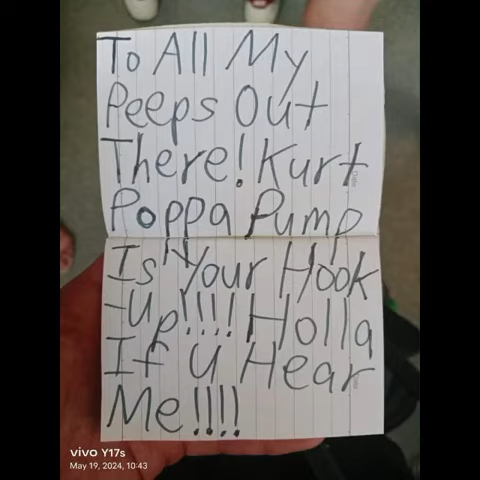 To All My
Peeps Out
There! Kurt
Poppa Pump
Is Your Hook
-Up!!!! Holla
If U Hear
Me!!!!
vivo Y17s
May 19, 2024, 10:43